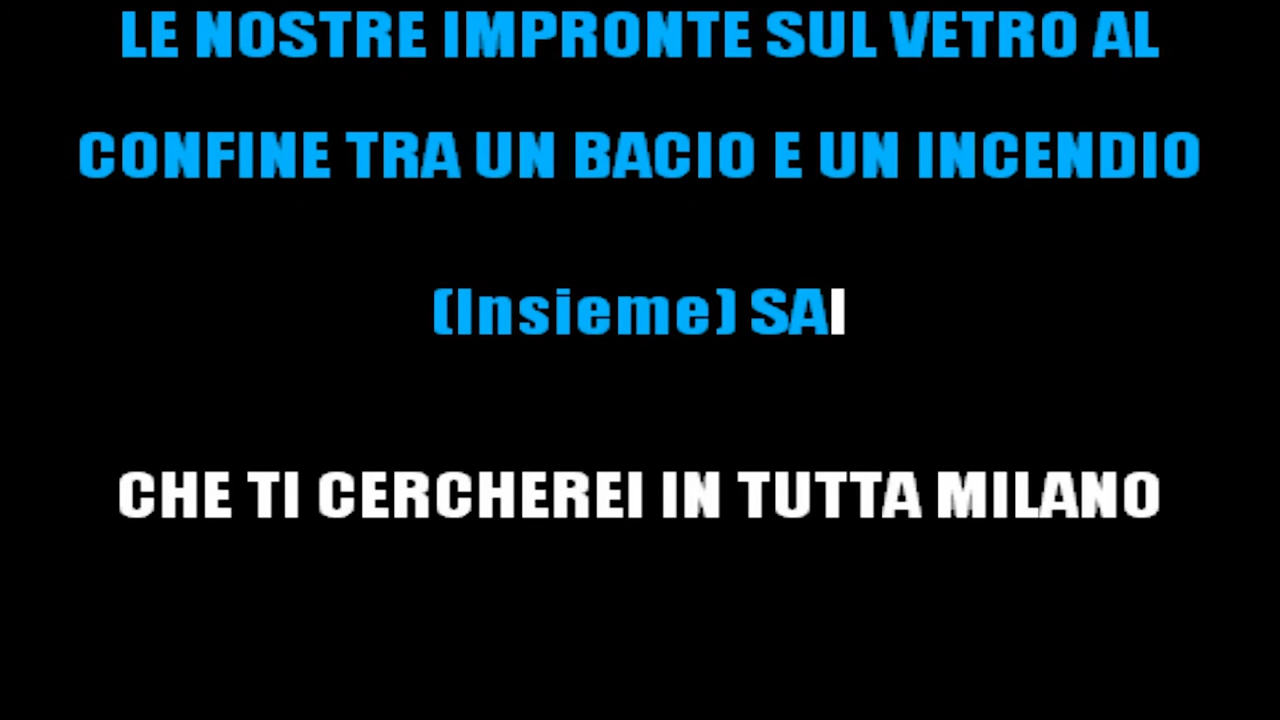 LE NOSTRE IMPRONTE SUL VETRO AL
CONFINE TRA UN BACIO E UN INCENDIO
(Insieme) SAI
CHE TI CERCHEREI IN TUTTA MILANO